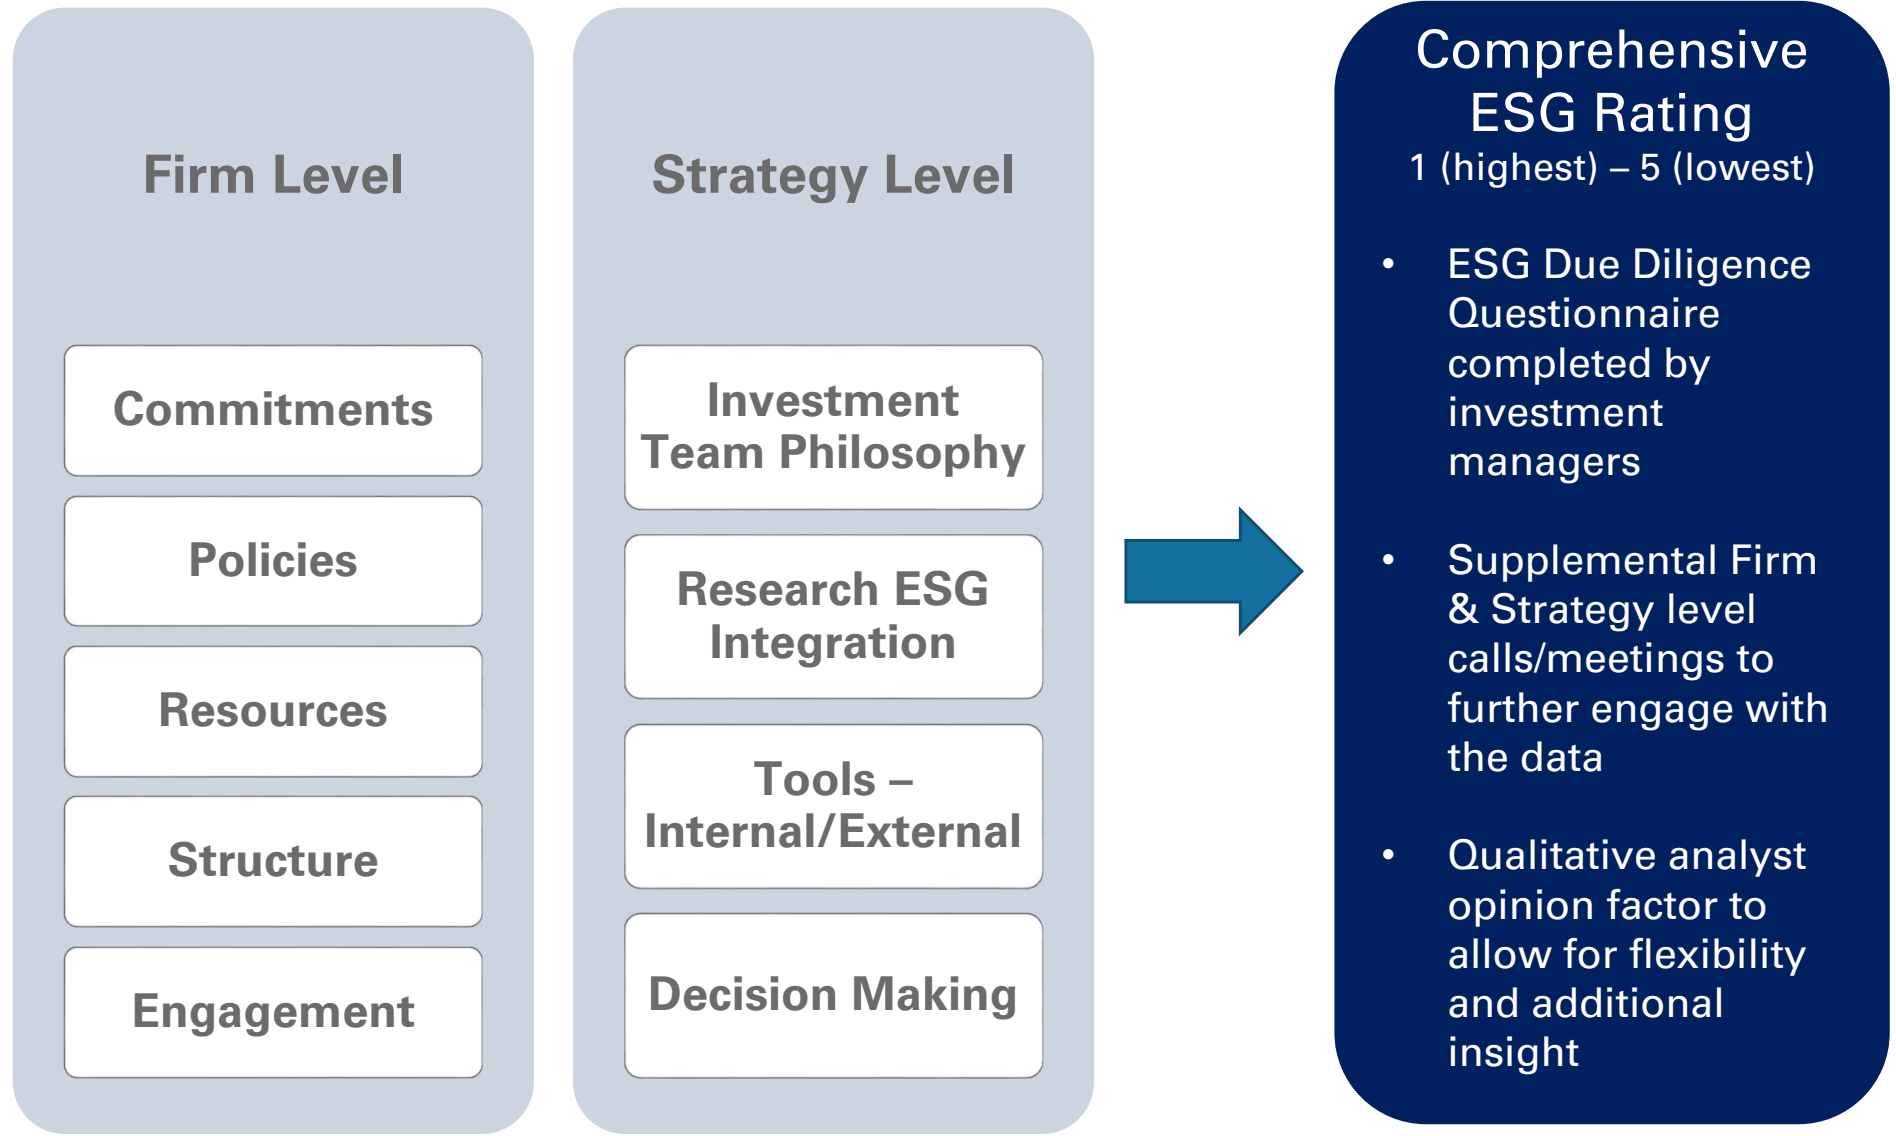 Firm Level
Commitments
Policies
Resources
Structure
Engagement
Strategy Level
Investment
Team Philosophy
Research ESG
Integration
Tools –
Internal/External
Decision Making
Comprehensive
ESG Rating
1 (highest) – 5 (lowest)
• ESG Due Diligence
Questionnaire
completed by
investment
managers
• Supplemental Firm
& Strategy level
calls/meetings to
further engage with
the data
• Qualitative analyst
opinion factor to
allow for flexibility
and additional
insight